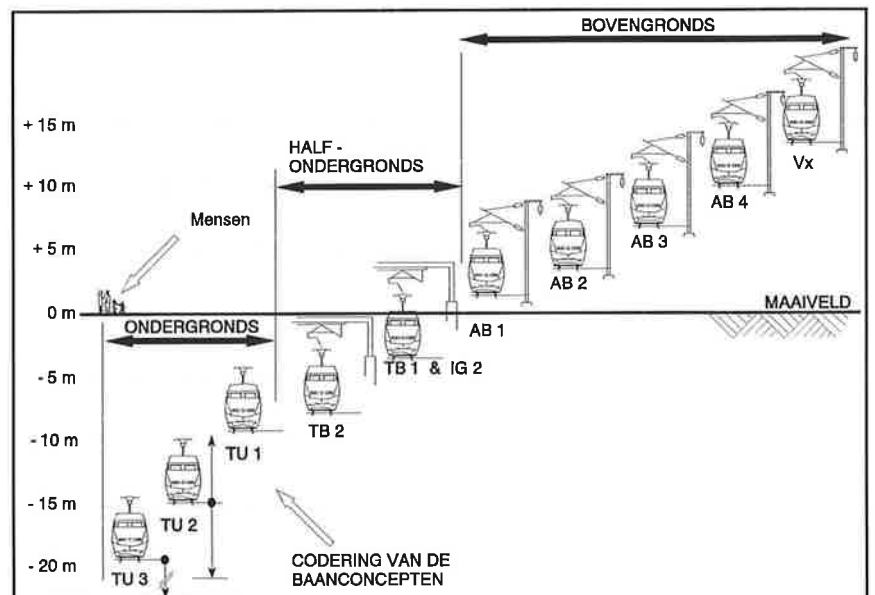 BOVENGRONDS
+ 15 m
HALF -
ONDERGRONDS
+ 10 m
Vx
AB 4
Mensen
AB 3
+ 5 m
AB 2
0 m
MAAIVELD
ONDERGRONDS
AB 1
TB 1 & IG 2
- 5 m
TB 2
- 10 m
TU 1
- 15 m
TU 2
CODERING VAN DE
BAANCONCEPTEN
- 20 m
TU 3